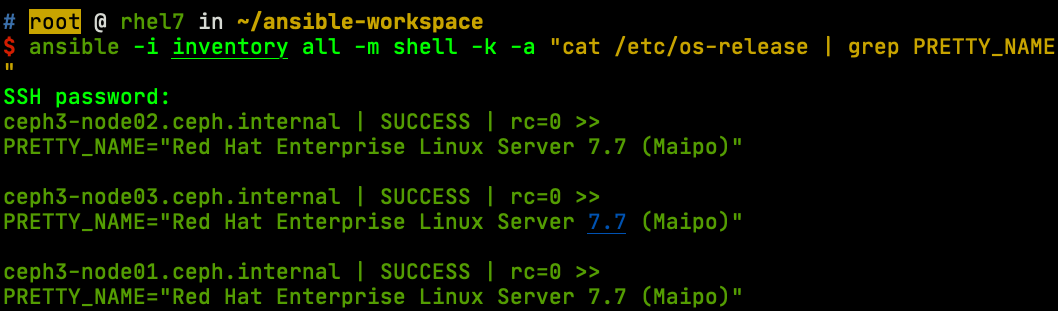 # root @ rhel7 in ~/ansible-workspace
$ ansible -i inventory all -m shell -k -a "cat /etc/os-release | grep PRETTY_NAME
"
SSH password:
ceph3-node02.ceph.internal | SUCCESS | rc=0 >>
PRETTY_NAME="Red Hat Enterprise Linux Server 7.7 (Maipo)"
ceph3-node03.ceph.internal | SUCCESS | rc=0 >>
PRETTY_NAME="Red Hat Enterprise Linux Server 7.7 (Maipo)"
ceph3-node01.ceph.internal | SUCCESS | rc=0 >>
PRETTY_NAME="Red Hat Enterprise Linux Server 7.7 (Maipo)"